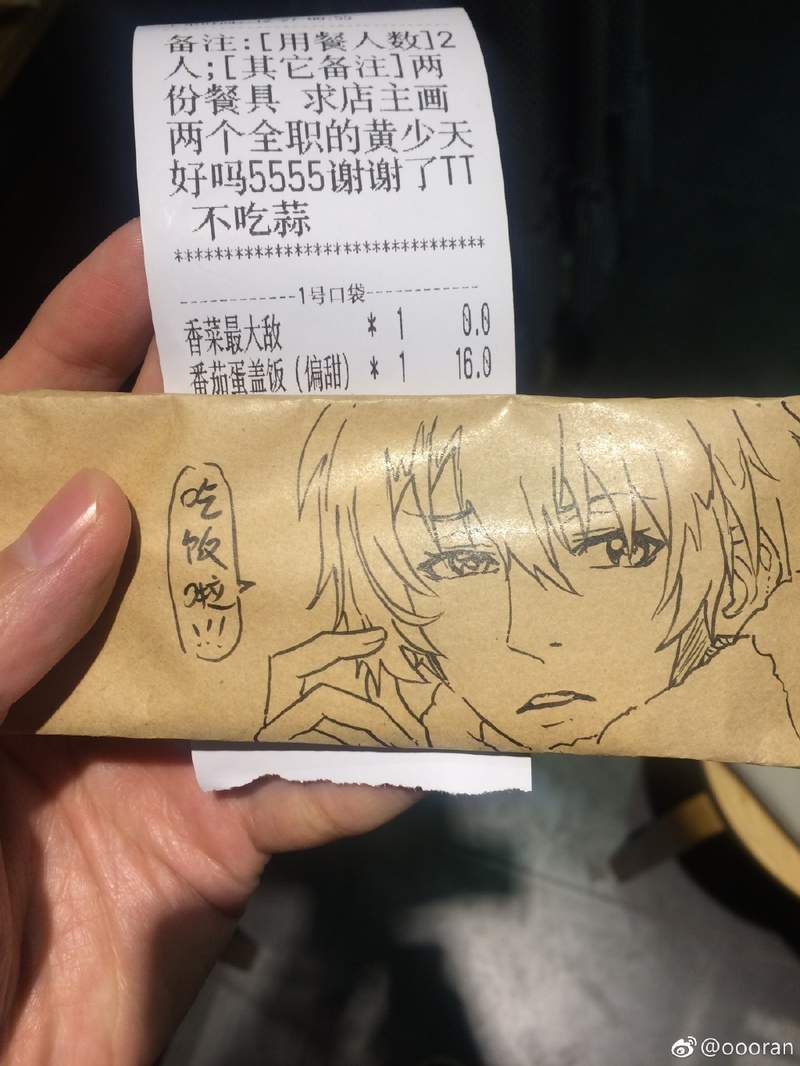 备注:[用餐人数]2
人;[其它备注]两
份餐具 求店主画
两个全职的黄少天
好吗5555谢谢了TT
不吃蒜
*******************************
------------1号口袋------------
香菜最大敌 * 1 0.0
番茄蛋盖饭(偏甜) * 1 16.0
吃饭啦!!!
@oooran